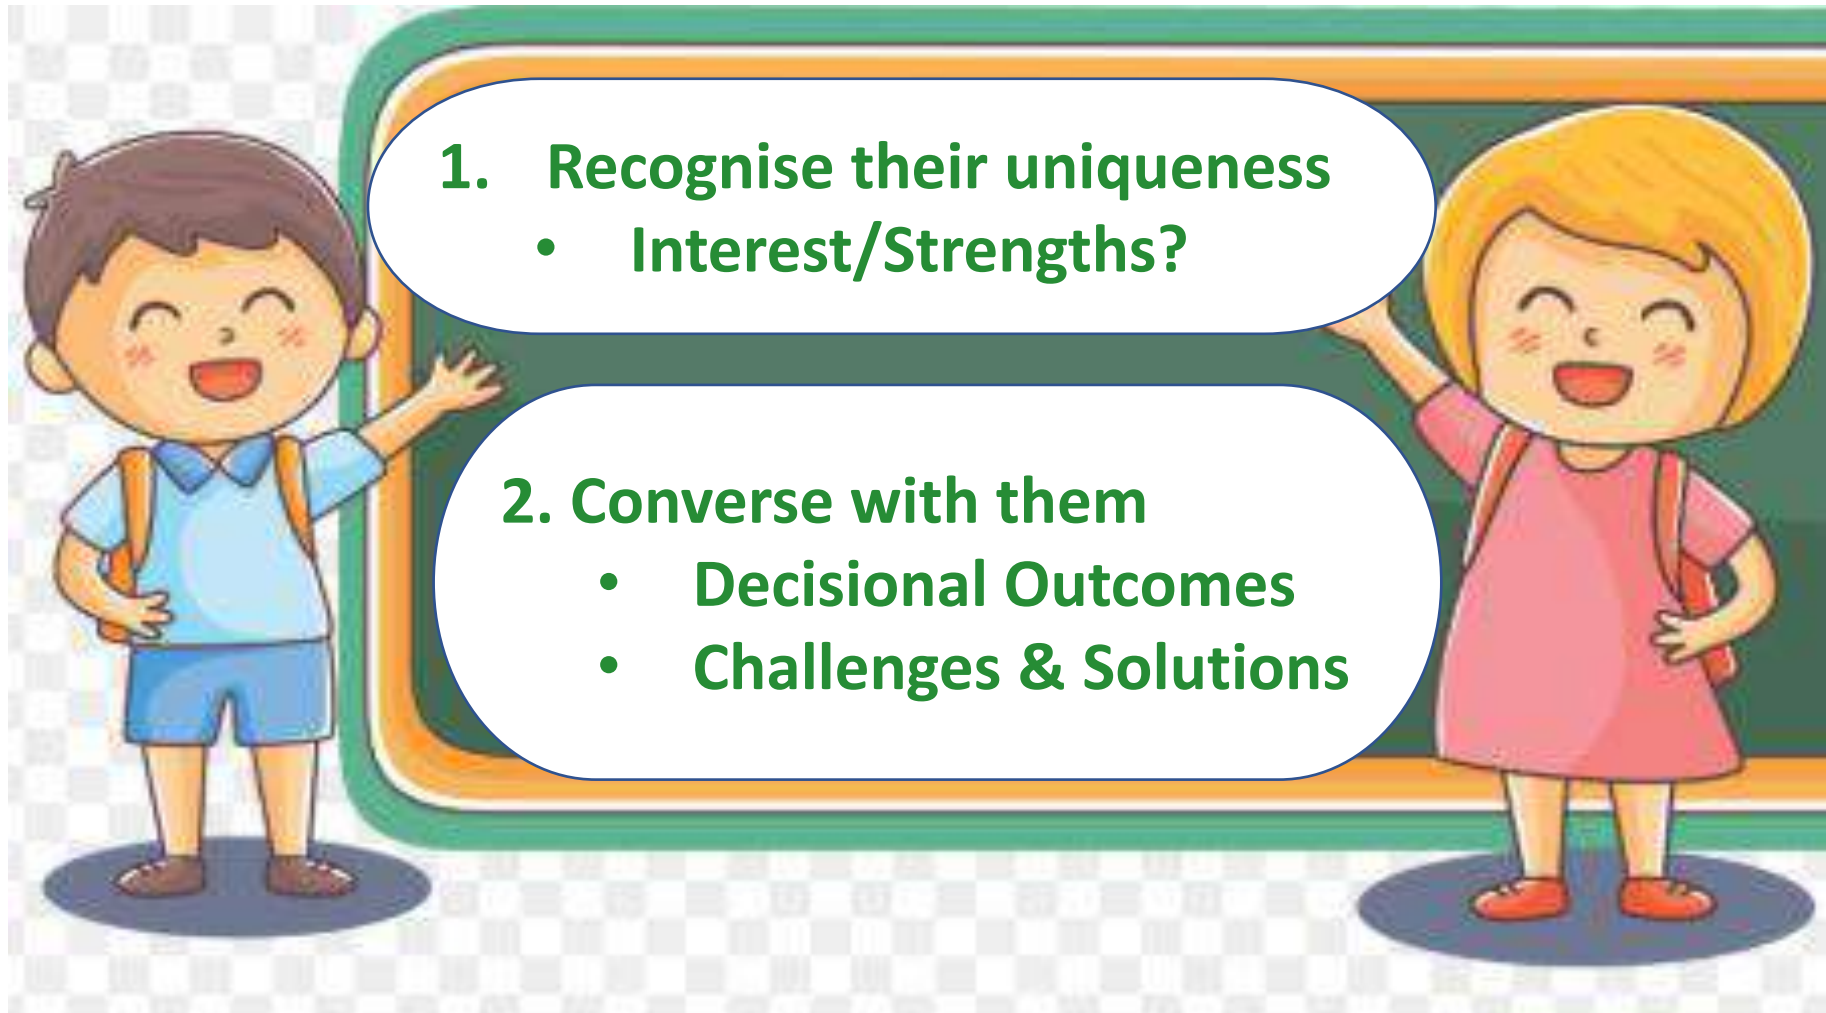 1. Recognise their uniqueness
• Interest/Strengths?
2. Converse with them
• Decisional Outcomes
• Challenges & Solutions